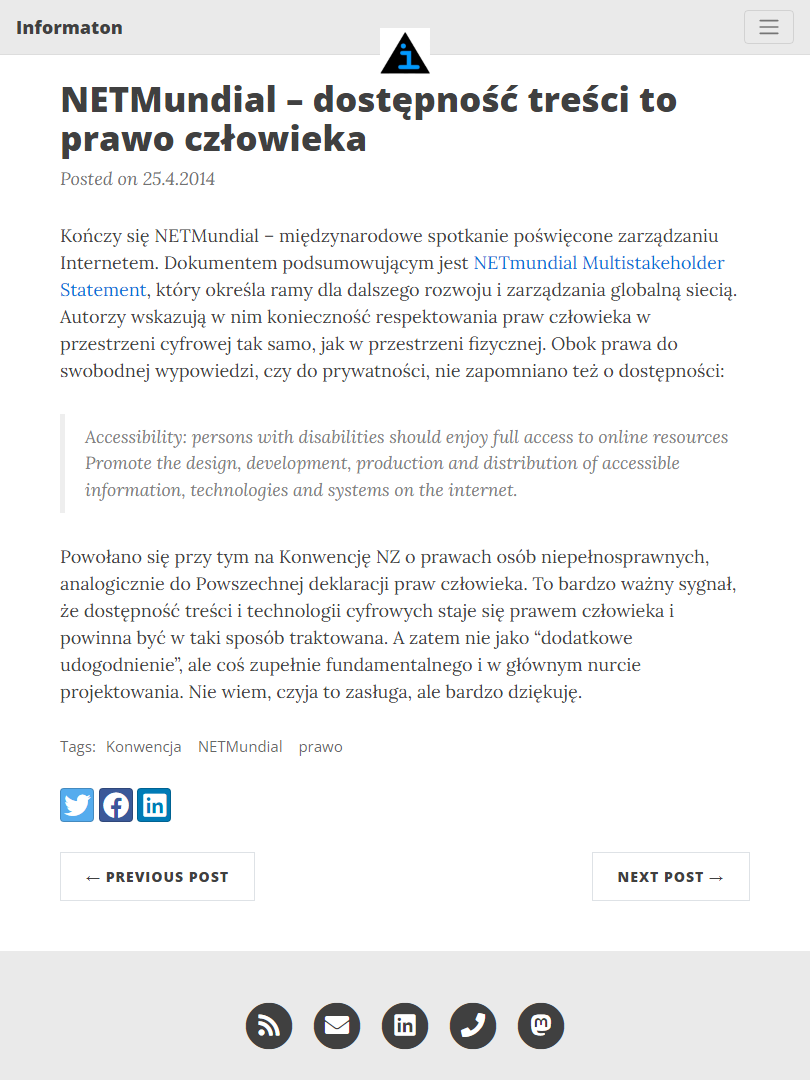 Informaton
NETMundial – dostępność treści to
prawo człowieka
Posted on 25.4.2014
Kończy się NETMundial – międzynarodowe spotkanie poświęcone zarządzaniu
Internetem. Dokumentem podsumowującym jest NETmundial Multistakeholder
Statement, który określa ramy dla dalszego rozwoju i zarządzania globalną siecią.
Autorzy wskazują w nim konieczność respektowania praw człowieka w
przestrzeni cyfrowej tak samo, jak w przestrzeni fizycznej. Obok prawa do
swobodnej wypowiedzi, czy do prywatności, nie zapomniano też o dostępności:
Accessibility: persons with disabilities should enjoy full access to online resources
Promote the design, development, production and distribution of accessible
information, technologies and systems on the internet.
Powołano się przy tym na Konwencję NZ o prawach osób niepełnosprawnych,
analogicznie do Powszechnej deklaracji praw człowieka. To bardzo ważny sygnał,
że dostępność treści i technologii cyfrowych staje się prawem człowieka i
powinna być w taki sposób traktowana. A zatem nie jako “dodatkowe
udogodnienie”, ale coś zupełnie fundamentalnego i w głównym nurcie
projektowania. Nie wiem, czyja to zasługa, ale bardzo dziękuję.
Tags: Konwencja NETMundial prawo
← PREVIOUS POST
NEXT POST →